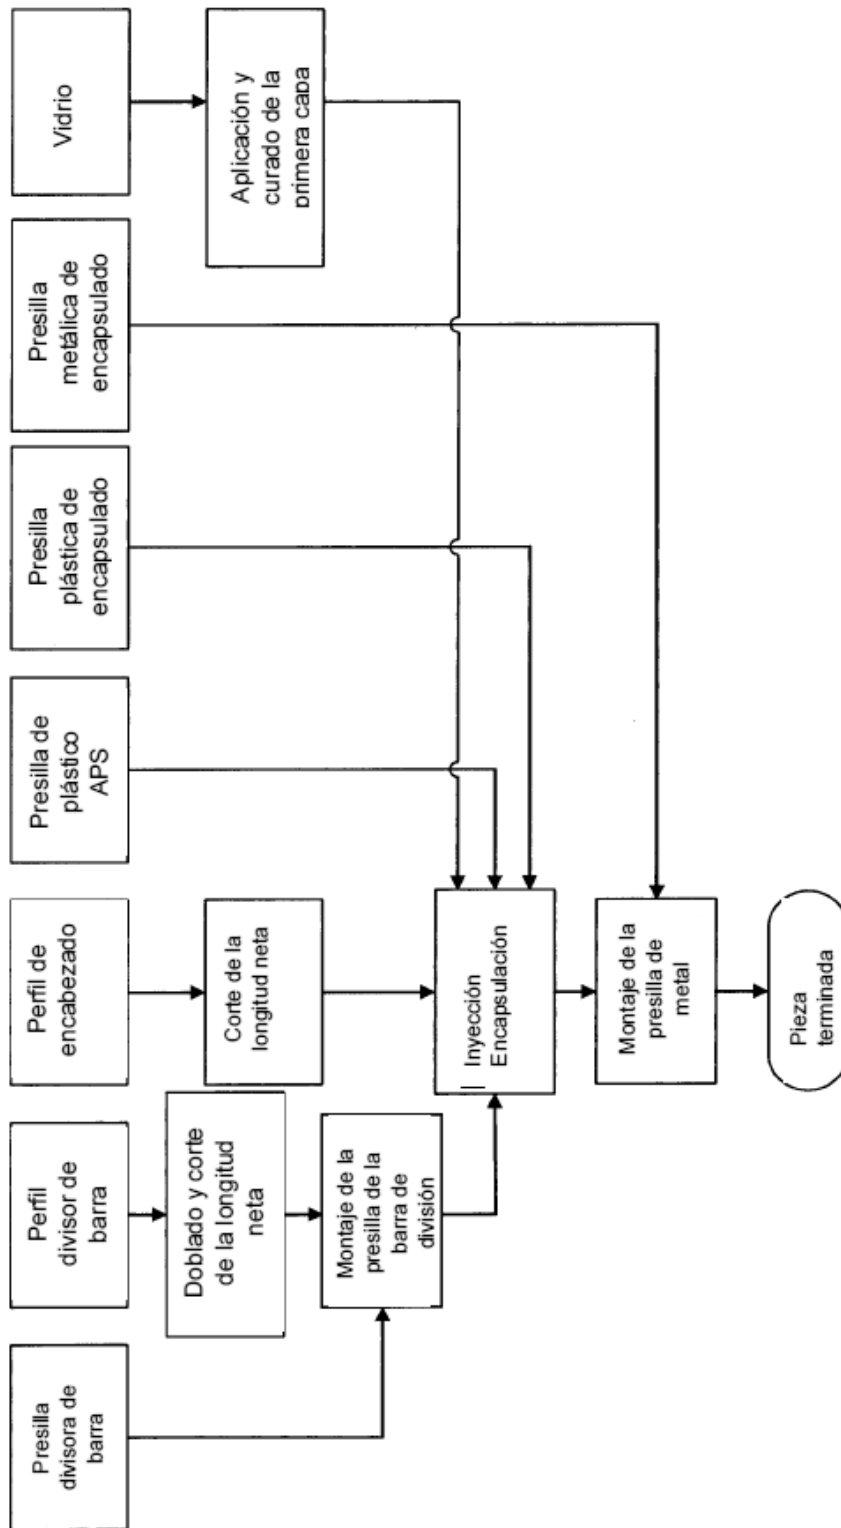 Presilla
divisora de
barra
Perfil
divisor de
barra
Perfil de
encabezado
Presilla de
plástico
APS
Presilla
plástica de
encapsulado
Presilla
metálica de
encapsulado
Vidrio
Doblado y corte
de la longitud
neta
Corte de la
longitud neta
Aplicación y
curado de la
primera capa
Montaje de la
presilla de la
barra de
división
Inyección
Encapsulación
Montaje de la
presilla de
metal
Pieza
terminada